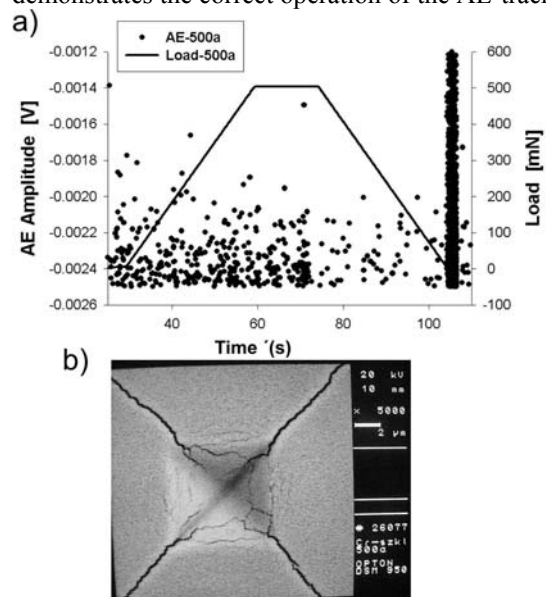 demonstrates the correct operation of the AE track
a)
AE-500a
Load-500a
-0.0012
-0.0014
-0.0016
-0.0018
-0.0020
-0.0022
-0.0024
-0.0026
AE Amplitude [V]
600
500
400
300
200
100
0
-100
Load [mN]
40 60 80 100
Time ´(s)
b)
20 kV
10 mm
x 5000
2 µm
26077
Cr-szkl
500a
OPTON
DSM 950